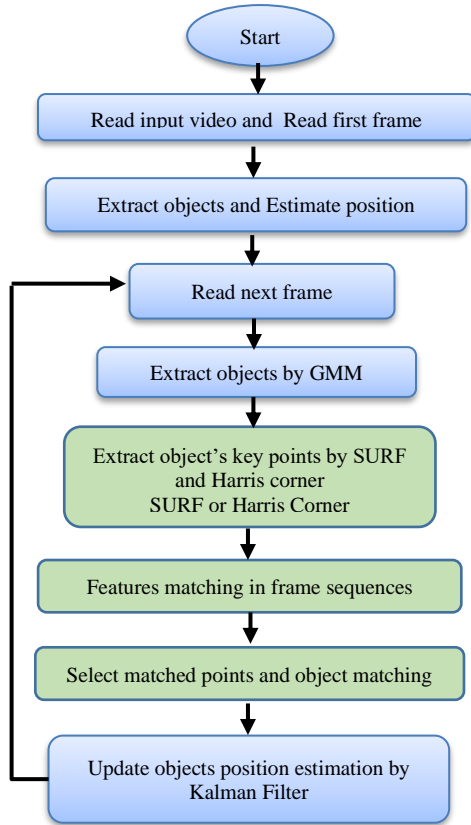 Start
Read input video and Read first frame
Extract objects and Estimate position
Read next frame
Extract objects by GMM
Extract object’s key points by SURF
and Harris corner
SURF or Harris Corner
Features matching in frame sequences
Select matched points and object matching
Update objects position estimation by
Kalman Filter